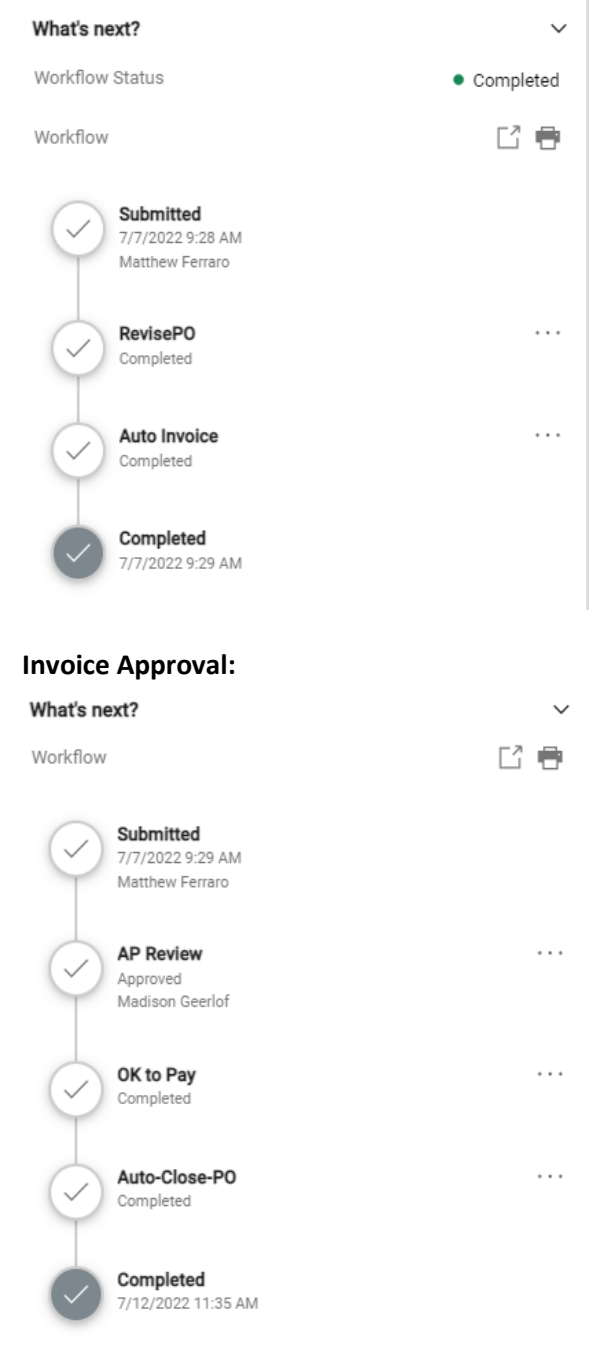 What's next?
Workflow Status
Completed
Workflow
Submitted
7/7/2022 9:28 AM
Matthew Ferraro
RevisePO
Completed
Auto Invoice
Completed
Completed
7/7/2022 9:29 AM
Invoice Approval:
What's next?
Workflow
Submitted
7/7/2022 9:29 AM
Matthew Ferraro
AP Review
Approved
Madison Geerlof
OK to Pay
Completed
Auto-Close-PO
Completed
Completed
7/12/2022 11:35 AM